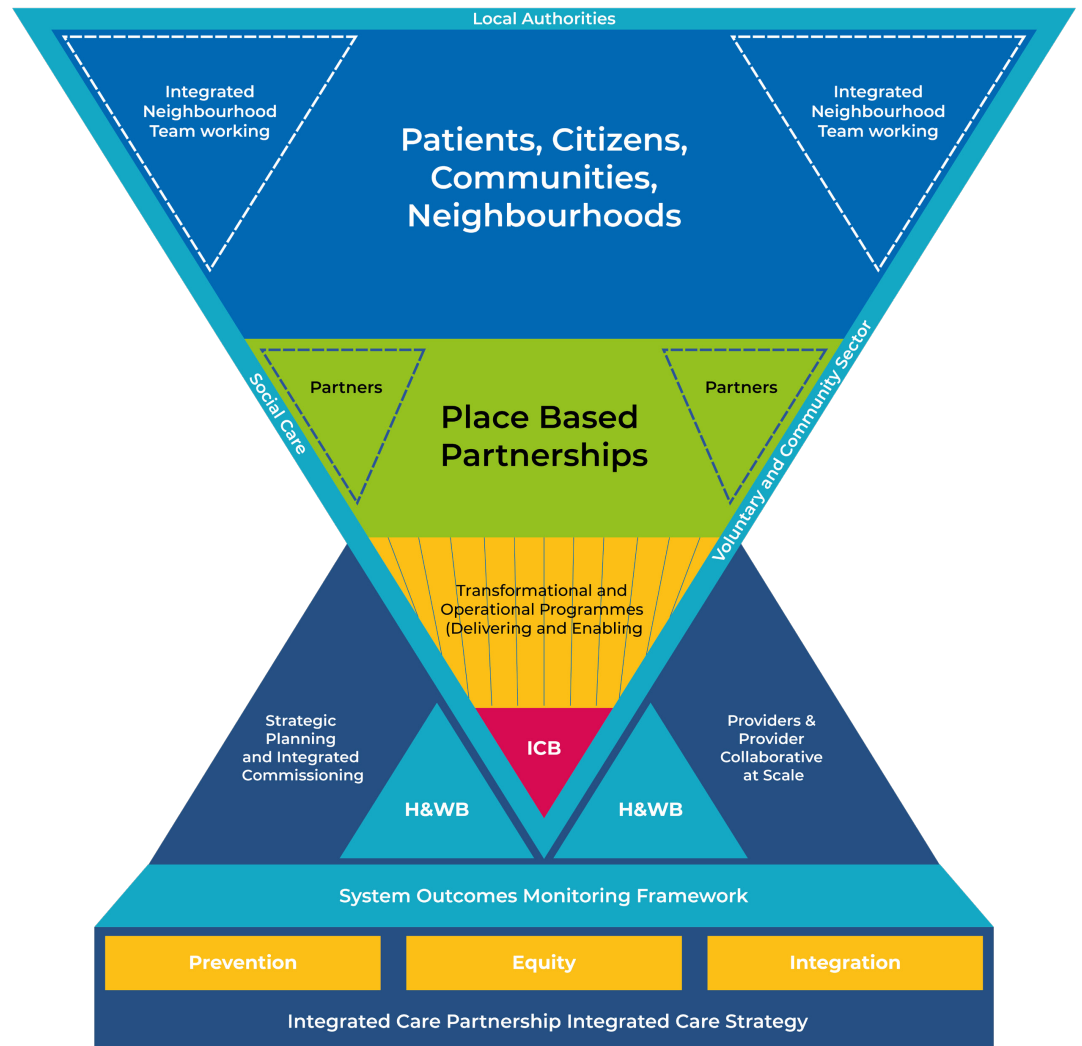 Local Authorities
Integrated
Neighbourhood
Team working
Integrated
Neighbourhood
Team working
Patients, Citizens,
Communities,
Neighbourhoods
Social Care
Voluntary and Community Sector
Partners
Partners
Place Based
Partnerships
Transformational and
Operational Programmes
(Delivering and Enabling
Strategic
Planning
and Integrated
Commissioning
ICB
Providers &
Provider
Collaborative
at Scale
H&WB
H&WB
System Outcomes Monitoring Framework
Prevention
Equity
Integration
Integrated Care Partnership Integrated Care Strategy